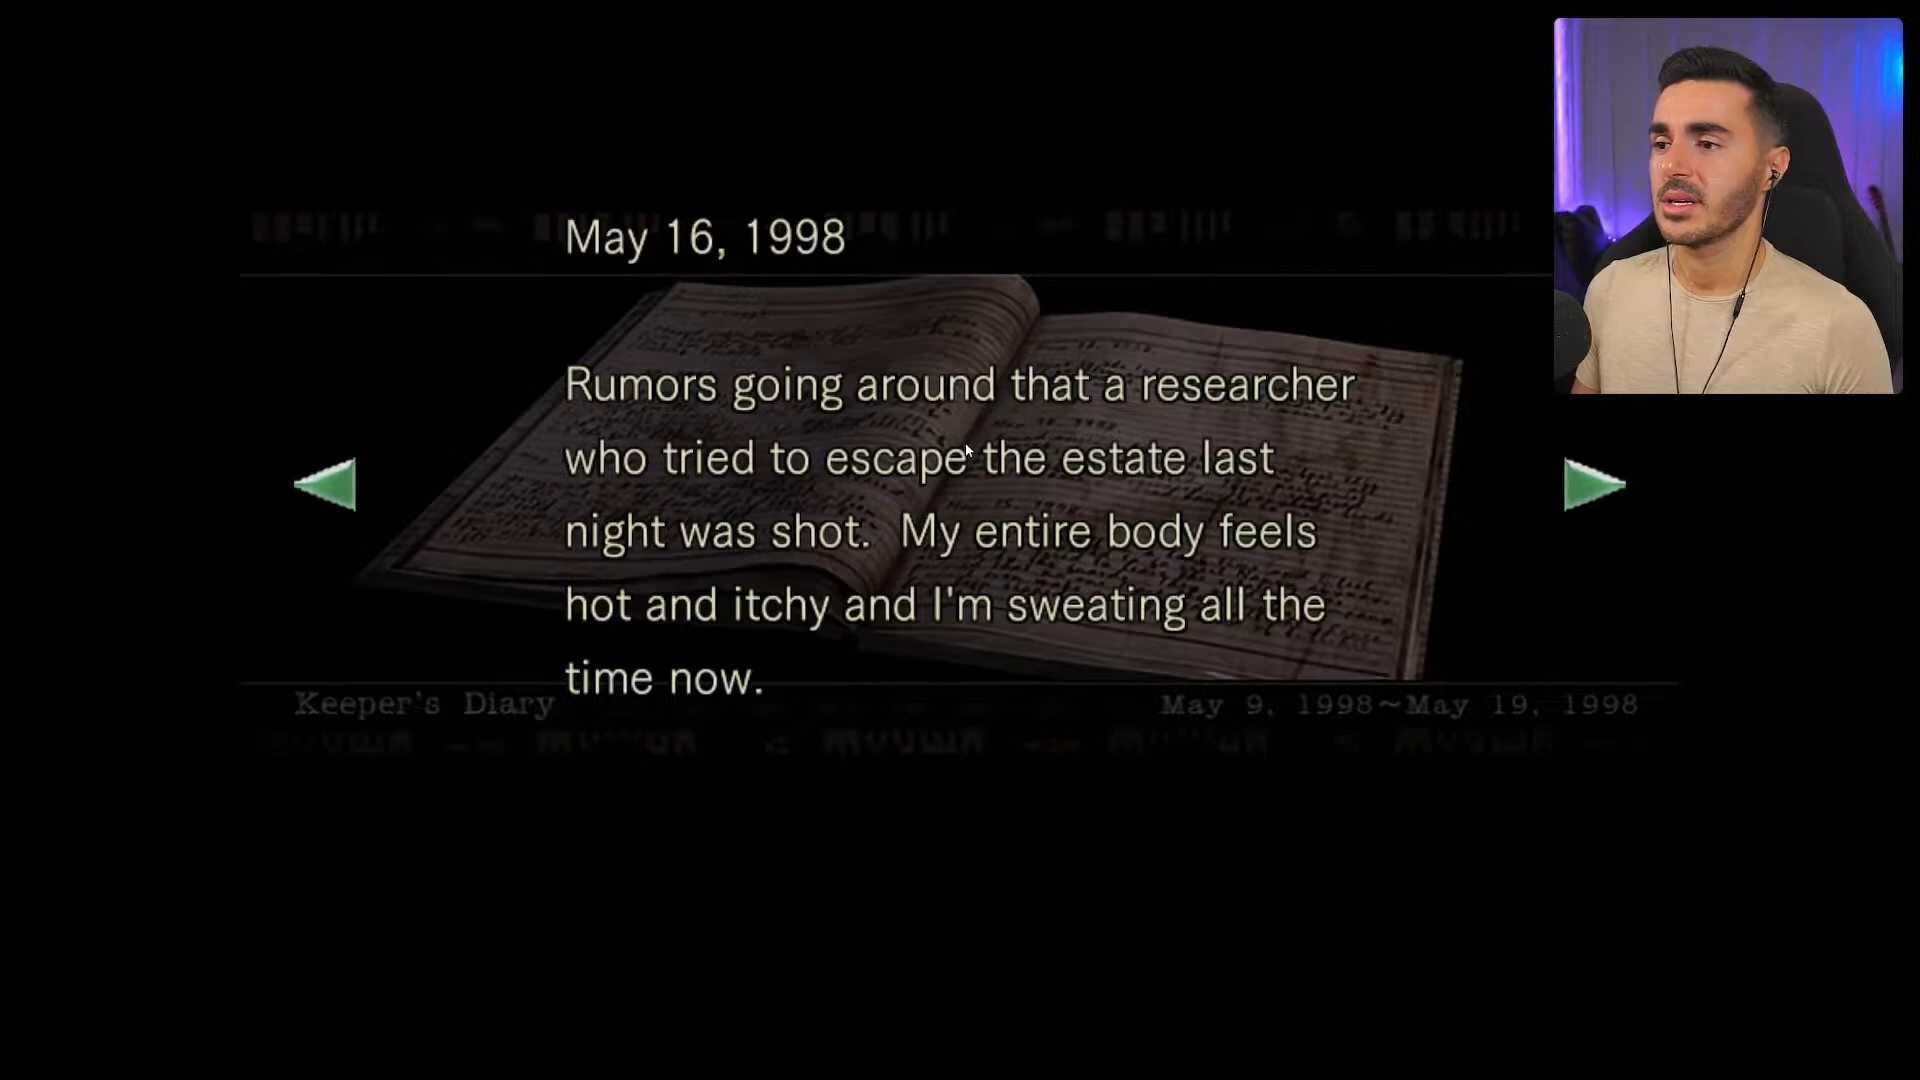 May 16, 1998
Rumors going around that a researcher
who tried to escape the estate last
night was shot.  My entire body feels
hot and itchy and I'm sweating all the
time now.
Keeper's Diary
May 9, 1998~May 19, 1998